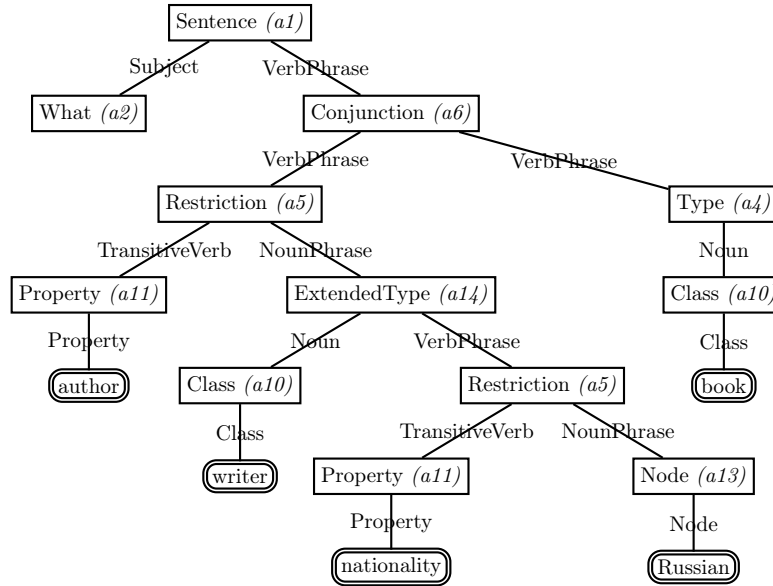 Sentence (a1)
Subject VerbPhrase
What (a2) Conjunction (a6)
VerbPhrase VerbPhrase
Restriction (a5) Type (a4)
TransitiveVerb NounPhrase Noun
Property (a11) ExtendedType (a14) Class (a10)
Property Noun VerbPhrase Class
author Class (a10) Restriction (a5) book
Class TransitiveVerb NounPhrase
writer Property (a11) Node (a13)
Property Node
nationality Russian